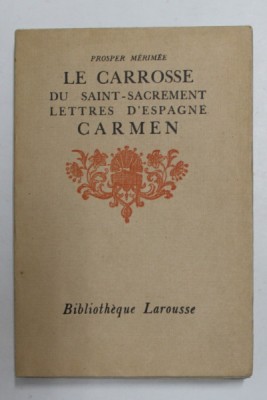 PROSPER MÉRIMÉE
LE CARROSSE
DU SAINT-SACREMENT
LETTRES D'ESPAGNE
CARMEN
Bibliothèque Larousse